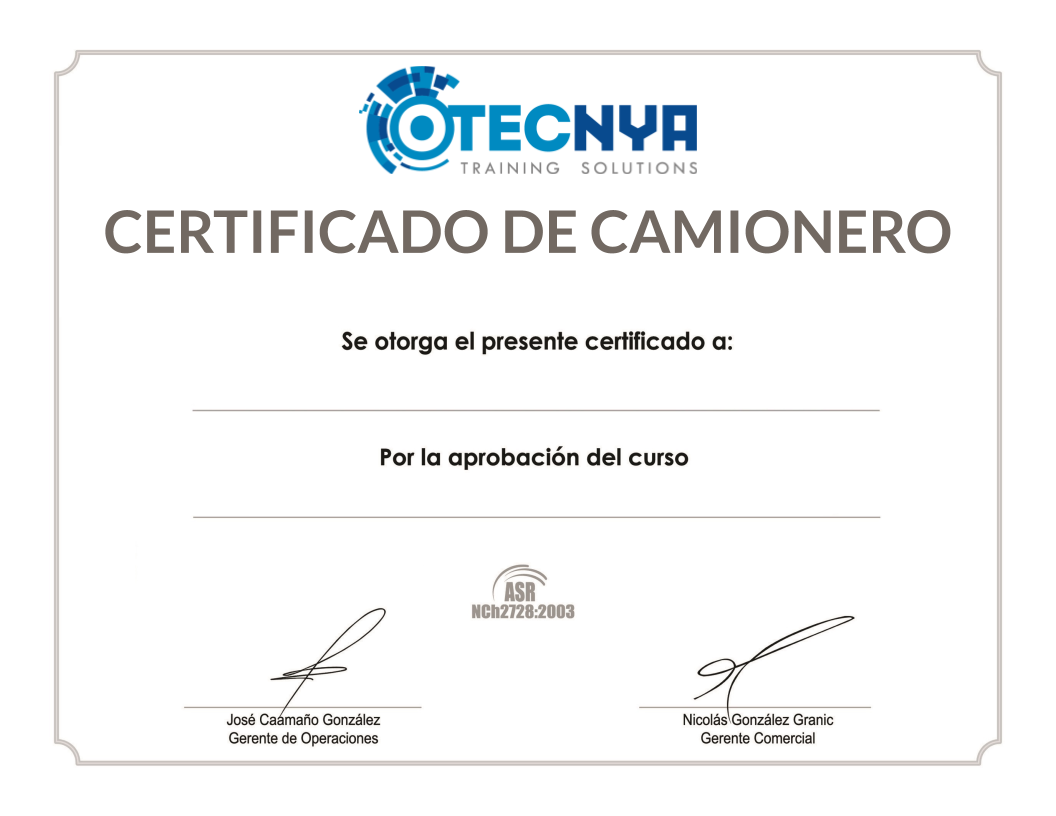 OTECNYA
TRAINING SOLUTIONS
CERTIFICADO DE CAMIONERO
Se otorga el presente certificado a:
Por la aprobación del curso
ASR
NCh2728:2003
José Caamaño González
Gerente de Operaciones
Nicolás González Granic
Gerente Comercial